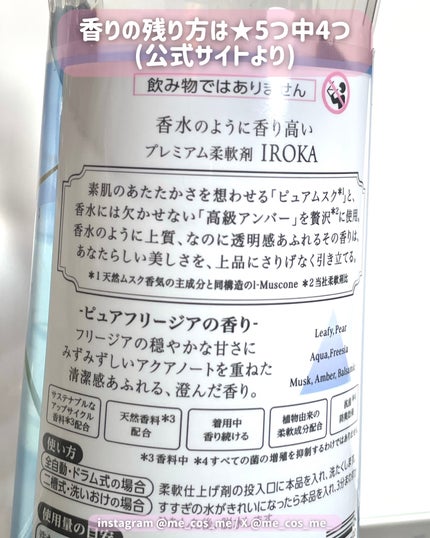 香りの残り方は★5つ中4つ
(公式サイトより)
飲み物ではありません
香水のように香り高い
プレミアム柔軟剤 IROKA
素肌のあたたかさを想わせる「ピュアムスク*1」と、
香水には欠かせない「高級アンバー」を贅沢*2に使用。
香水のように上質、なのに透明感あふれるその香りは、
あなたらしい美しさを、上品にさりげなく引き立てる。
*1 天然ムスク香気の主成分と同構造のl-Muscone *2 当社柔軟剤比
-ピュアフリージアの香り-
フリージアの穏やかな甘さに
みずみずしいアクアノートを重ねた
清潔感あふれる、澄んだ香り。
Leafy,Pear
Aqua,Freesia
Musk, Amber, Balsam
サステナブルな
アップサイクル
香料*3配合
天然香料*3
配合
着用中
香り続ける
植物由来の
柔軟成分配合
*3 香料中 *4 すべての菌の増殖を抑制するわけではありません
使い方
全自動・ドラム式の場合
柔軟仕上げ剤の投入口に本品を入れ、洗たくし
二槽式・洗いおけの場合
すすぎの水がきれいになったら本品を入れ、3分
使用量の目安
instagram @me_cos_me / X @me_cos_me